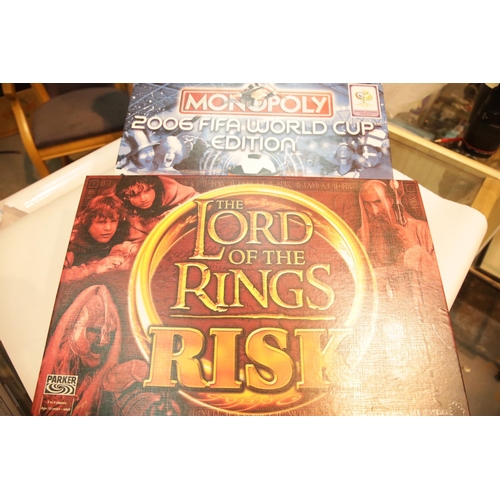 MONOPOLY
2006 FIFA WORLD CUP
EDITION
THE
LORD
OF THE
RINGS
RISK
PARKER